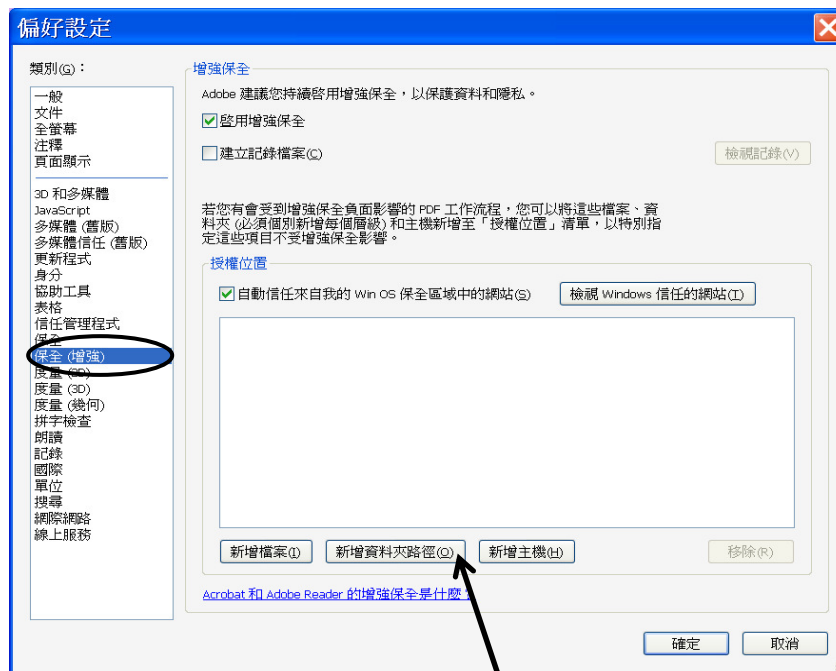 偏好設定
類別(G)：
一般
文件
全螢幕
注釋
頁面顯示
3D 和多媒體
JavaScript
多媒體 (舊版)
多媒體信任 (舊版)
更新程式
身分
協助工具
表格
信任管理程式
保全
保全 (增強)
度量 (2D)
度量 (3D)
度量 (幾何)
拼字檢查
朗讀
記錄
國際
單位
搜尋
網際網路
線上服務
增強保全
Adobe 建議您持續啟用增強保全，以保護資料和隱私。
啟用增強保全
建立記錄檔案(C)
檢視記錄(V)
若您有會受到增強保全負面影響的 PDF 工作流程，您可以將這些檔案、資
料夾 (必須個別新增每個層級) 和主機新增至「授權位置」清單，以特別指
定這些項目不受增強保全影響。
授權位置
自動信任來自我的 Win OS 保全區域中的網站(S)
檢視 Windows 信任的網站(T)
新增檔案(I)
新增資料夾路徑(O)
新增主機(H)
移除(R)
Acrobat 和 Adobe Reader 的增強保全是什麼？
確定
取消